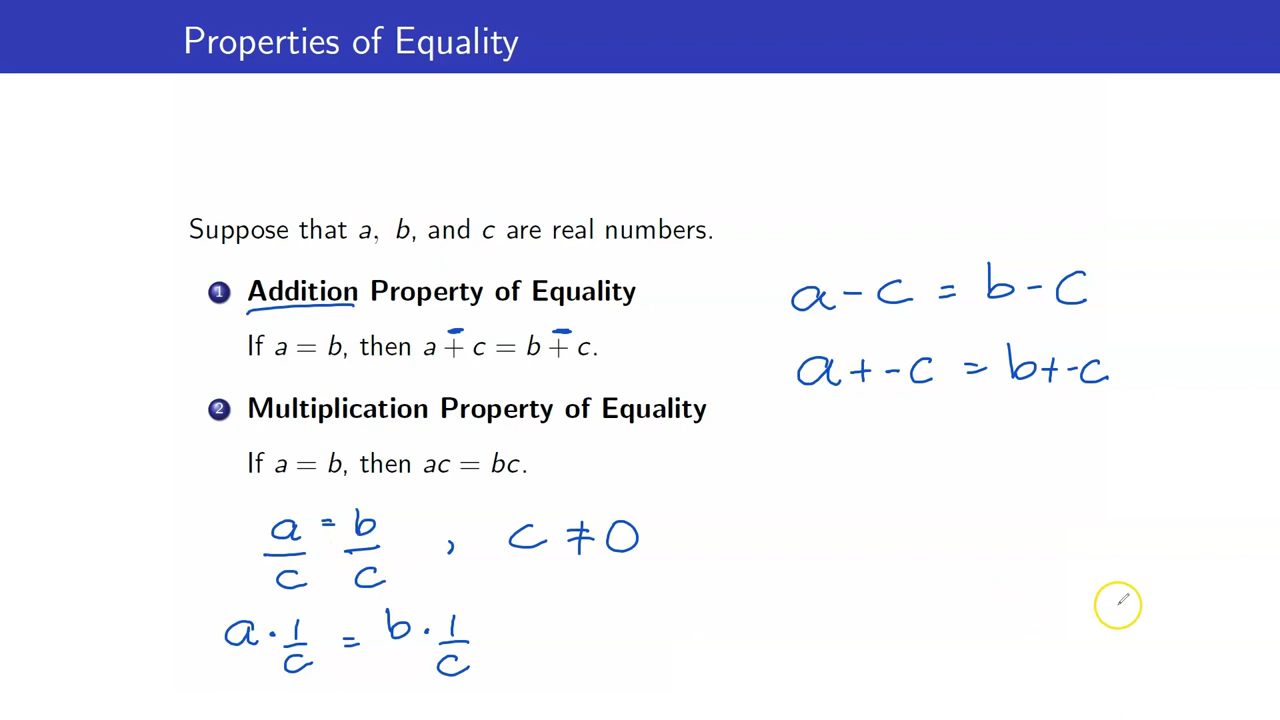 Properties of Equality
Suppose that a, b, and c are real numbers.
1 Addition Property of Equality
If a = b, then a + c = b + c.
2 Multiplication Property of Equality
If a = b, then ac = bc.
a/c = b/c , c ≠ 0
a · 1/c = b · 1/c
a - c = b - c
a + -c = b + -c